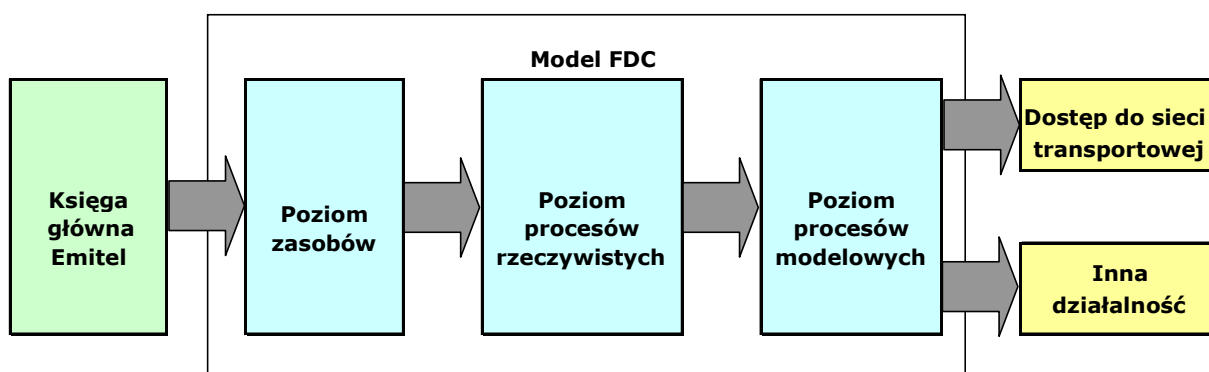 Model FDC
Księga
główna
Emitel
Poziom
zasobów
Poziom
procesów
rzeczywistych
Poziom
procesów
modelowych
Dostęp do sieci
transportowej
Inna
działalność